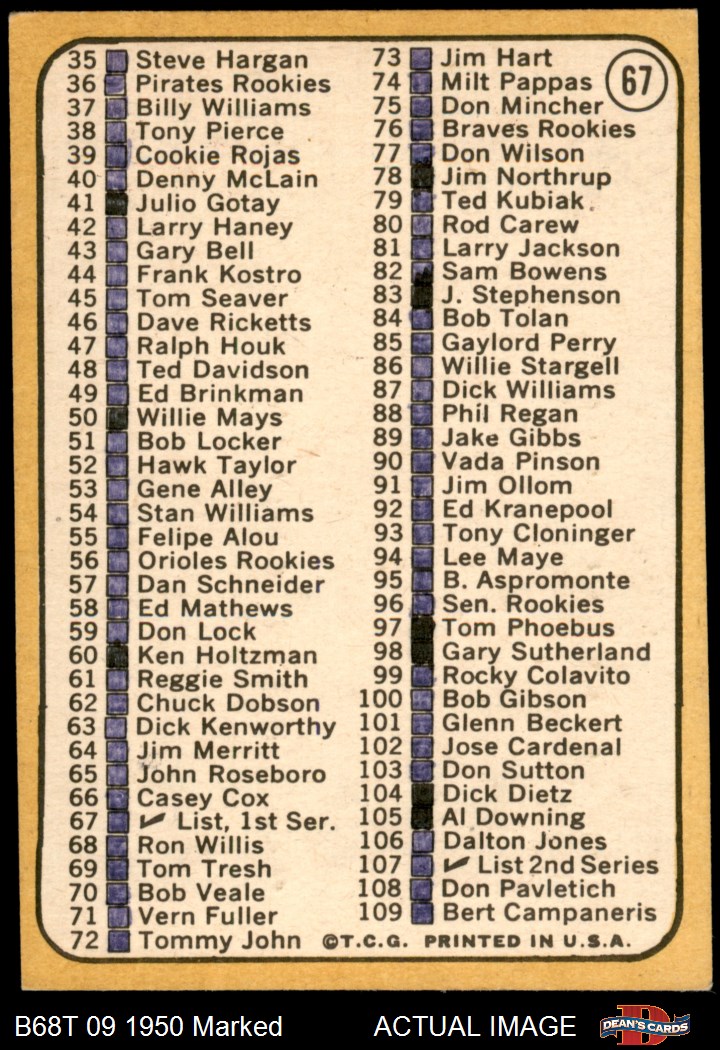 35 Steve Hargan
36 Pirates Rookies
37 Billy Williams
38 Tony Pierce
39 Cookie Rojas
40 Denny McLain
41 Julio Gotay
42 Larry Haney
43 Gary Bell
44 Frank Kostro
45 Tom Seaver
46 Dave Ricketts
47 Ralph Houk
48 Ted Davidson
49 Ed Brinkman
50 Willie Mays
51 Bob Locker
52 Hawk Taylor
53 Gene Alley
54 Stan Williams
55 Felipe Alou
56 Orioles Rookies
57 Dan Schneider
58 Ed Mathews
59 Don Lock
60 Ken Holtzman
61 Reggie Smith
62 Chuck Dobson
63 Dick Kenworthy
64 Jim Merritt
65 John Roseboro
66 Casey Cox
67 ✓ List, 1st Ser.
68 Ron Willis
69 Tom Tresh
70 Bob Veale
71 Vern Fuller
72 Tommy John
73 Jim Hart
74 Milt Pappas
75 Don Mincher
76 Braves Rookies
77 Don Wilson
78 Jim Northrup
79 Ted Kubiak
80 Rod Carew
81 Larry Jackson
82 Sam Bowens
83 J. Stephenson
84 Bob Tolan
85 Gaylord Perry
86 Willie Stargell
87 Dick Williams
88 Phil Regan
89 Jake Gibbs
90 Vada Pinson
91 Jim Ollom
92 Ed Kranepool
93 Tony Cloninger
94 Lee Maye
95 B. Aspromonte
96 Sen. Rookies
97 Tom Phoebus
98 Gary Sutherland
99 Rocky Colavito
100 Bob Gibson
101 Glenn Beckert
102 Jose Cardenal
103 Don Sutton
104 Dick Dietz
105 Al Downing
106 Dalton Jones
107 ✓ List 2nd Series
108 Don Pavletich
109 Bert Campaneris
67
©T.C.G. PRINTED IN U.S.A.
B68T 09 1950 Marked
ACTUAL IMAGE
D
DEAN'S CARDS